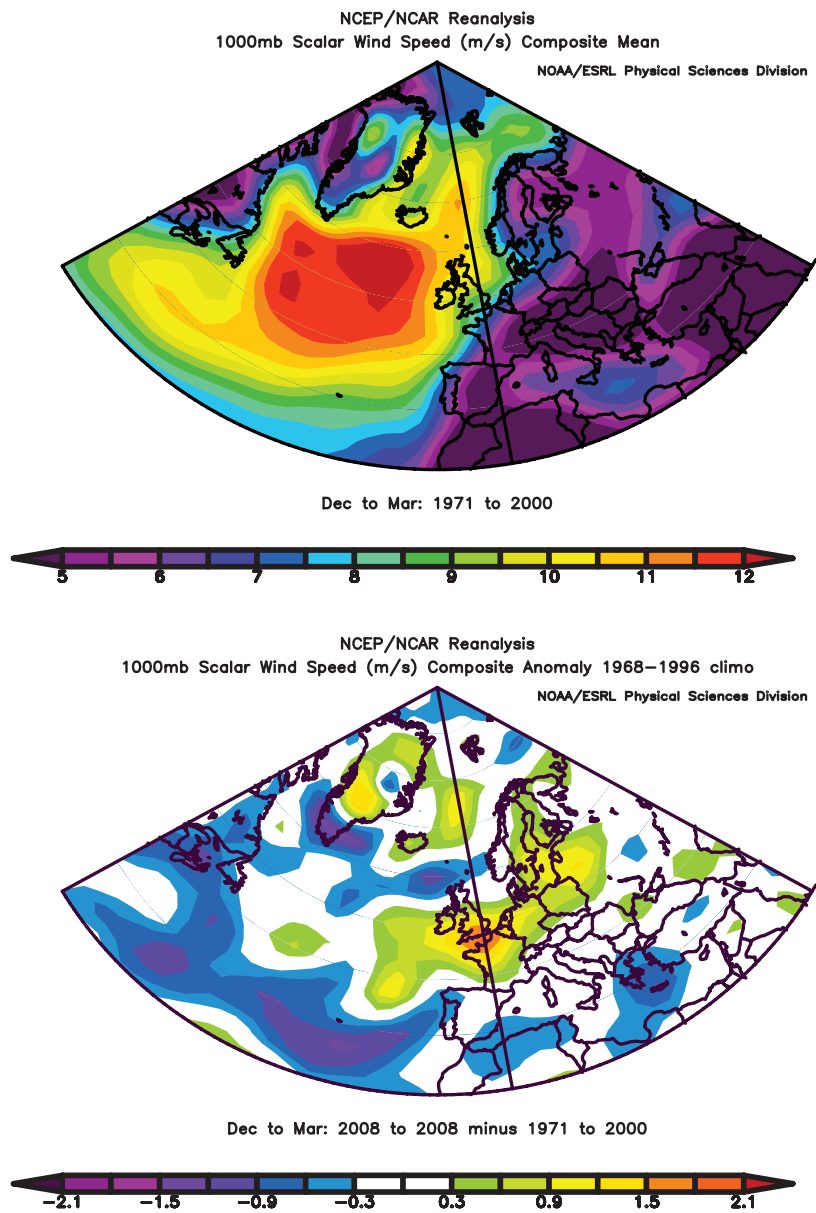 NCEP/NCAR Reanalysis
1000mb Scalar Wind Speed (m/s) Composite Mean
NOAA/ESRL Physical Sciences Division
Dec to Mar: 1971 to 2000
5 6 7 8 9 10 11 12
NCEP/NCAR Reanalysis
1000mb Scalar Wind Speed (m/s) Composite Anomaly 1968-1996 climo
NOAA/ESRL Physical Sciences Division
Dec to Mar: 2008 to 2008 minus 1971 to 2000
-2.1 -1.5 -0.9 -0.3 0.3 0.9 1.5 2.1